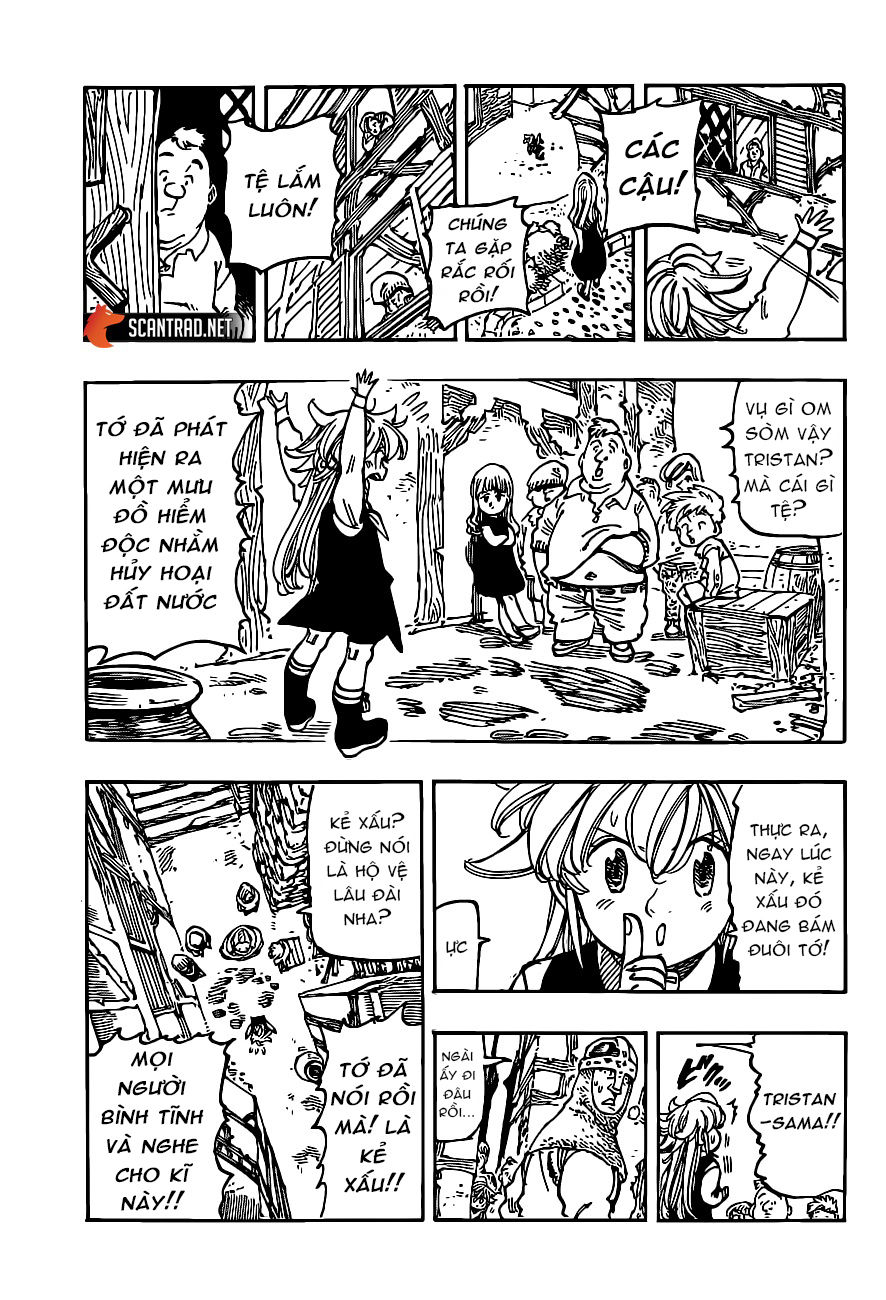 CÁC
CẬU!
CHÚNG
TA GẶP
RẮC RỐI
RỒI!
TỆ LẮM
LUÔN!
SCANTRAD.NET
VỤ GÌ OM
SÒM VẬY
TRISTAN?
MÀ CÁI GÌ
TỆ?
TỚ ĐÃ PHÁT
HIỆN RA
MỘT MƯU
ĐỒ HIỂM
ĐỘC NHẰM
HỦY HOẠI
ĐẤT NƯỚC
THỰC RA,
NGAY LÚC
NÀY, KẺ
XẤU ĐÓ
ĐANG BÁM
ĐUÔI TỚ!
ỰC
TRISTAN
-SAMA!!
ビグッ
NGÀI
ẤY ĐI
ĐÂU
RỒI...
KẺ XẤU?
ĐỪNG NÓI
LÀ HỘ VỆ
LÂU ĐÀI
NHA?
TỚ ĐÃ
NÓI RỒI
MÀ! LÀ
KẺ
XẤU!!
MỌI
NGƯỜI
BÌNH TĨNH
VÀ NGHE
CHO KĨ
NÀY!!